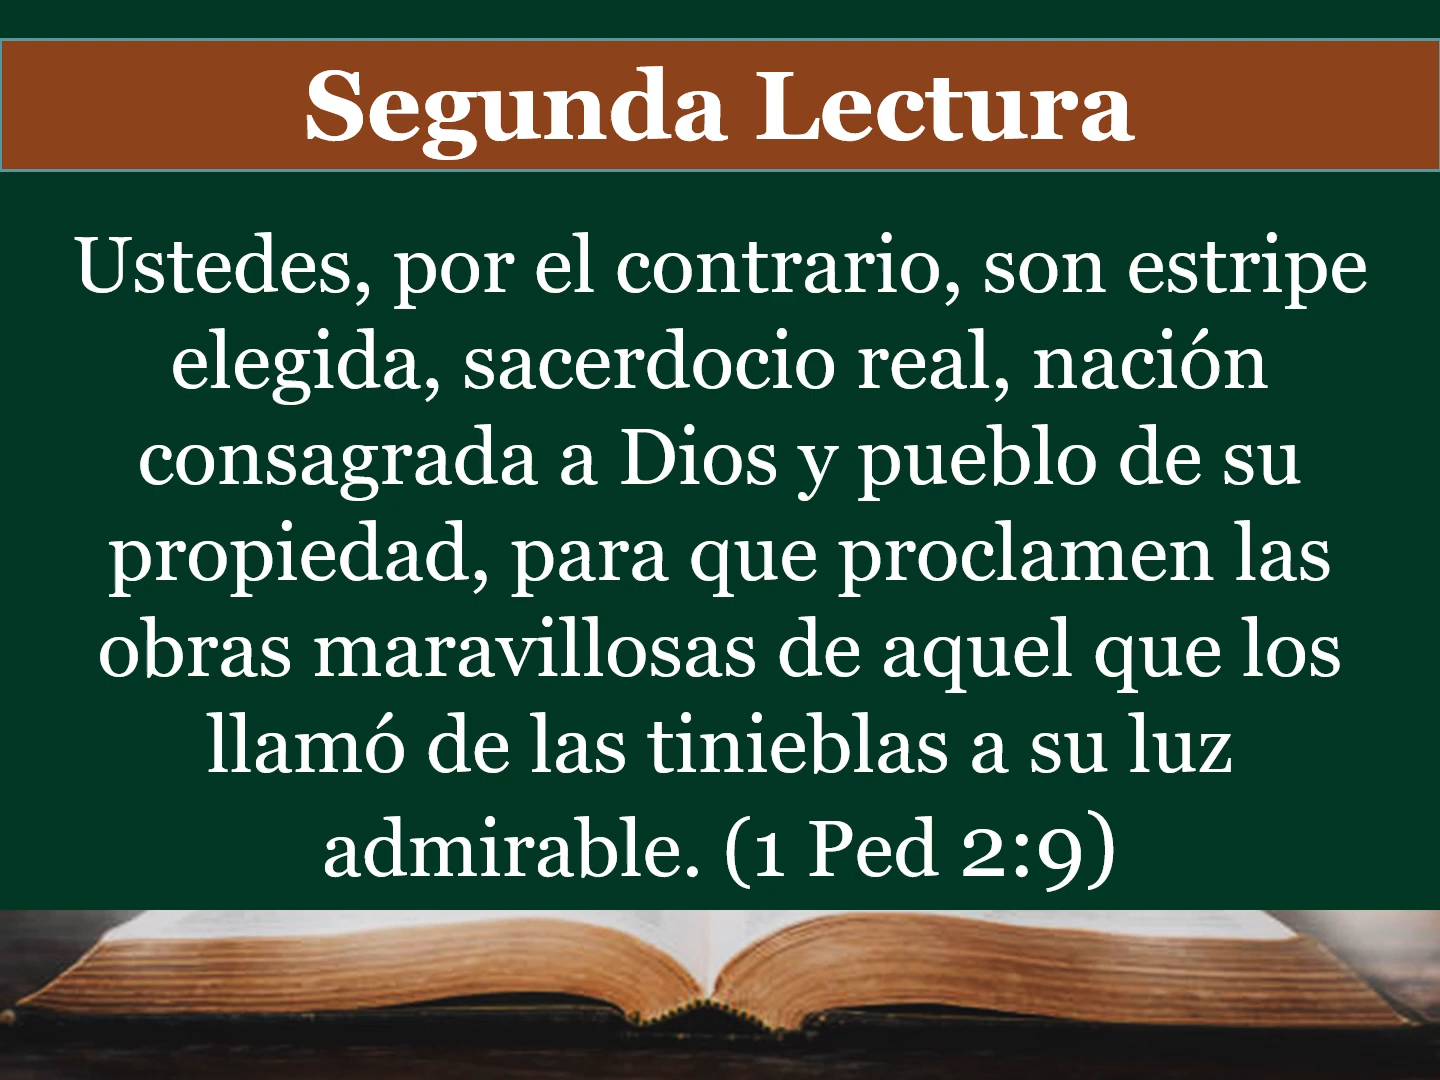 Segunda Lectura
Ustedes, por el contrario, son estripe
elegida, sacerdocio real, nación
consagrada a Dios y pueblo de su
propiedad, para que proclamen las
obras maravillosas de aquel que los
llamó de las tinieblas a su luz
admirable. (1 Ped 2:9)